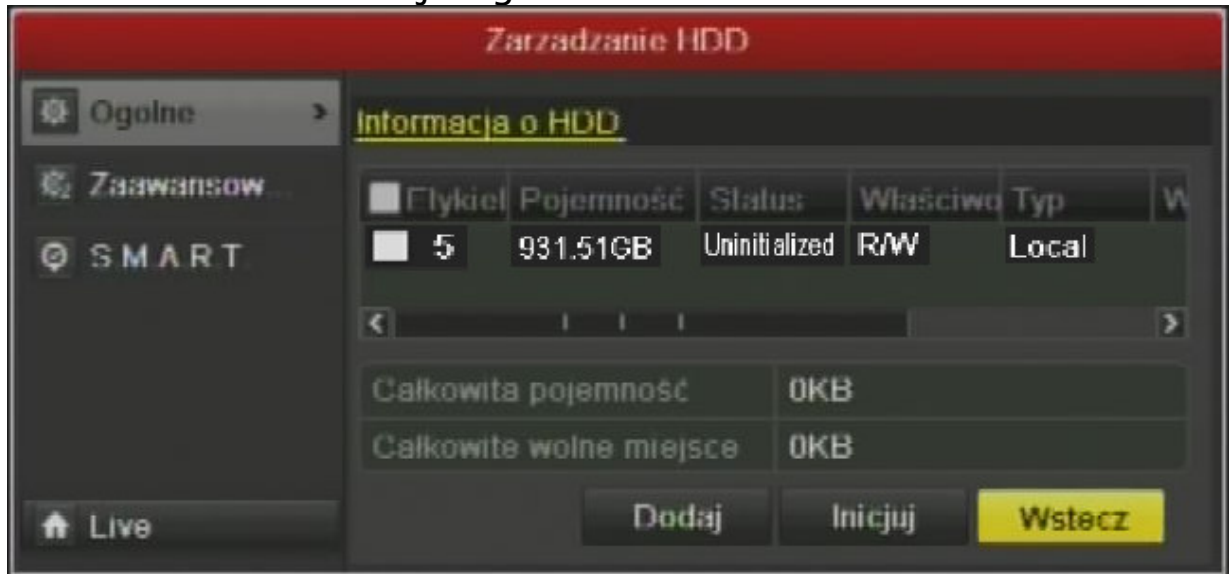 Zarzadzanie HDD
Ogolne
Informacja o HDD
Zaawansow...
Etykiet Pojemność Status Właściwo Typ W
5 931.51GB Uninitialized R/W Local
S.M.A.R.T.
Całkowita pojemność 0KB
Całkowite wolne miejsce 0KB
Dodaj Inicjuj Wstecz
Live